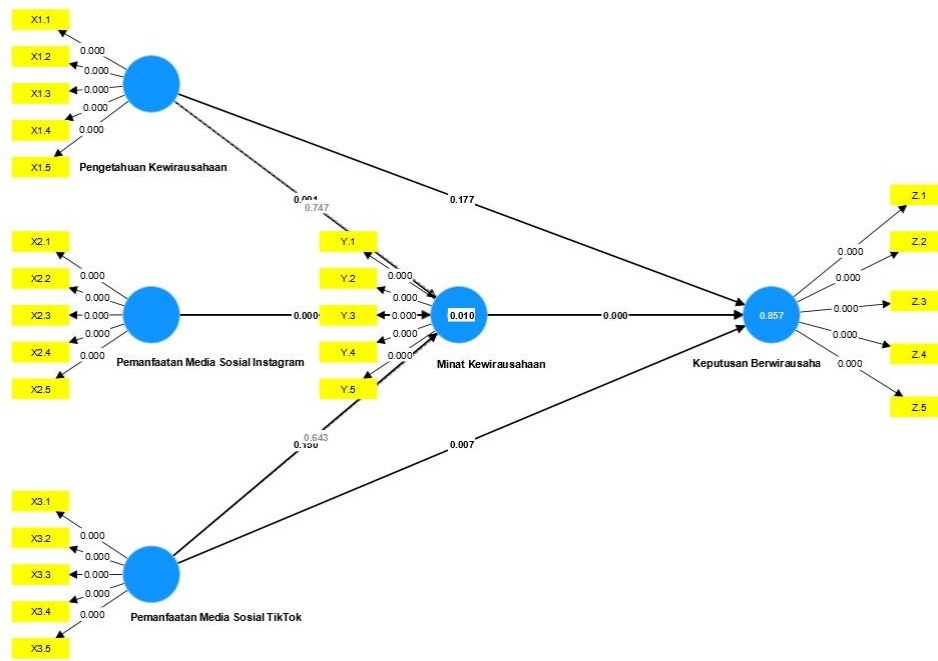 X1.1
0.000
X1.2
0.000
X1.3
0.000
X1.4
0.000
X1.5
0.000
Pengetahuan Kewirausahaan
0.747
0.177
X2.1
0.000
X2.2
0.000
X2.3
0.000
X2.4
0.000
X2.5
0.000
Pemanfaatan Media Sosial Instagram
0.000
Y.1
0.000
Y.2
0.000
Y.3
0.000
Y.4
0.000
Y.5
0.000
0.010
Minat Kewirausahaan
0.000
0.857
Keputusan Berwirausaha
Z.1
0.000
Z.2
0.000
Z.3
0.000
Z.4
0.000
Z.5
0.000
0.643
0.007
X3.1
0.000
X3.2
0.000
X3.3
0.000
X3.4
0.000
X3.5
0.000
Pemanfaatan Media Sosial TikTok